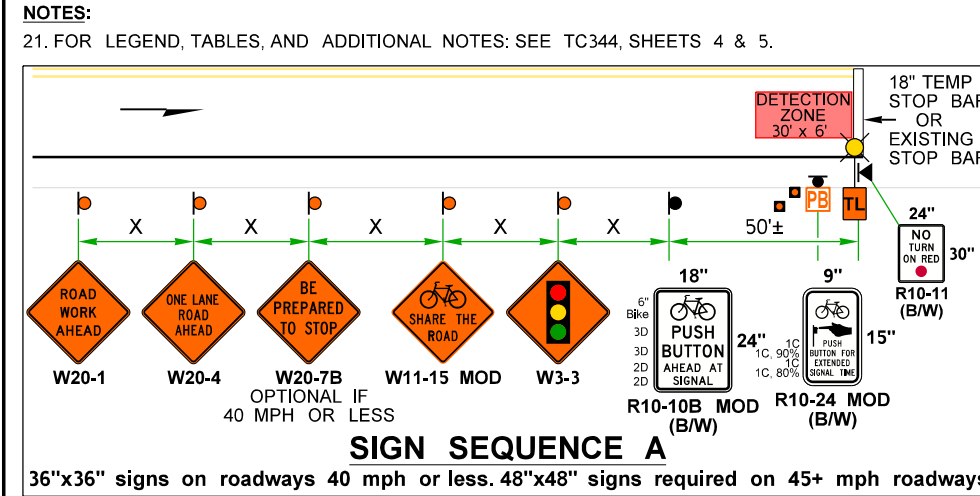 NOTES:
21. FOR LEGEND, TABLES, AND ADDITIONAL NOTES: SEE TC344, SHEETS 4 & 5.
DETECTION
ZONE
30' x 6'
18" TEMP
STOP BAR
OR
EXISTING
STOP BAR
X
X
X
X
X
50'±
PB
TL
ROAD
WORK
AHEAD
W20-1
ONE LANE
ROAD
AHEAD
W20-4
BE
PREPARED
TO STOP
W20-7B
OPTIONAL IF
40 MPH OR LESS
SHARE THE
ROAD
W11-15 MOD
W3-3
18"
6"
Bike
3D
3D
2D
2D
PUSH
BUTTON
AHEAD AT
SIGNAL
24"
R10-10B MOD
(B/W)
9"
1C
1C, 90%
1C
1C, 80%
PUSH
BUTTON FOR
EXTENDED
SIGNAL TIME
15"
R10-24 MOD
(B/W)
24"
NO
TURN
ON RED
30"
R10-11
(B/W)
SIGN SEQUENCE A
36"x36" signs on roadways 40 mph or less. 48"x48" signs required on 45+ mph roadways